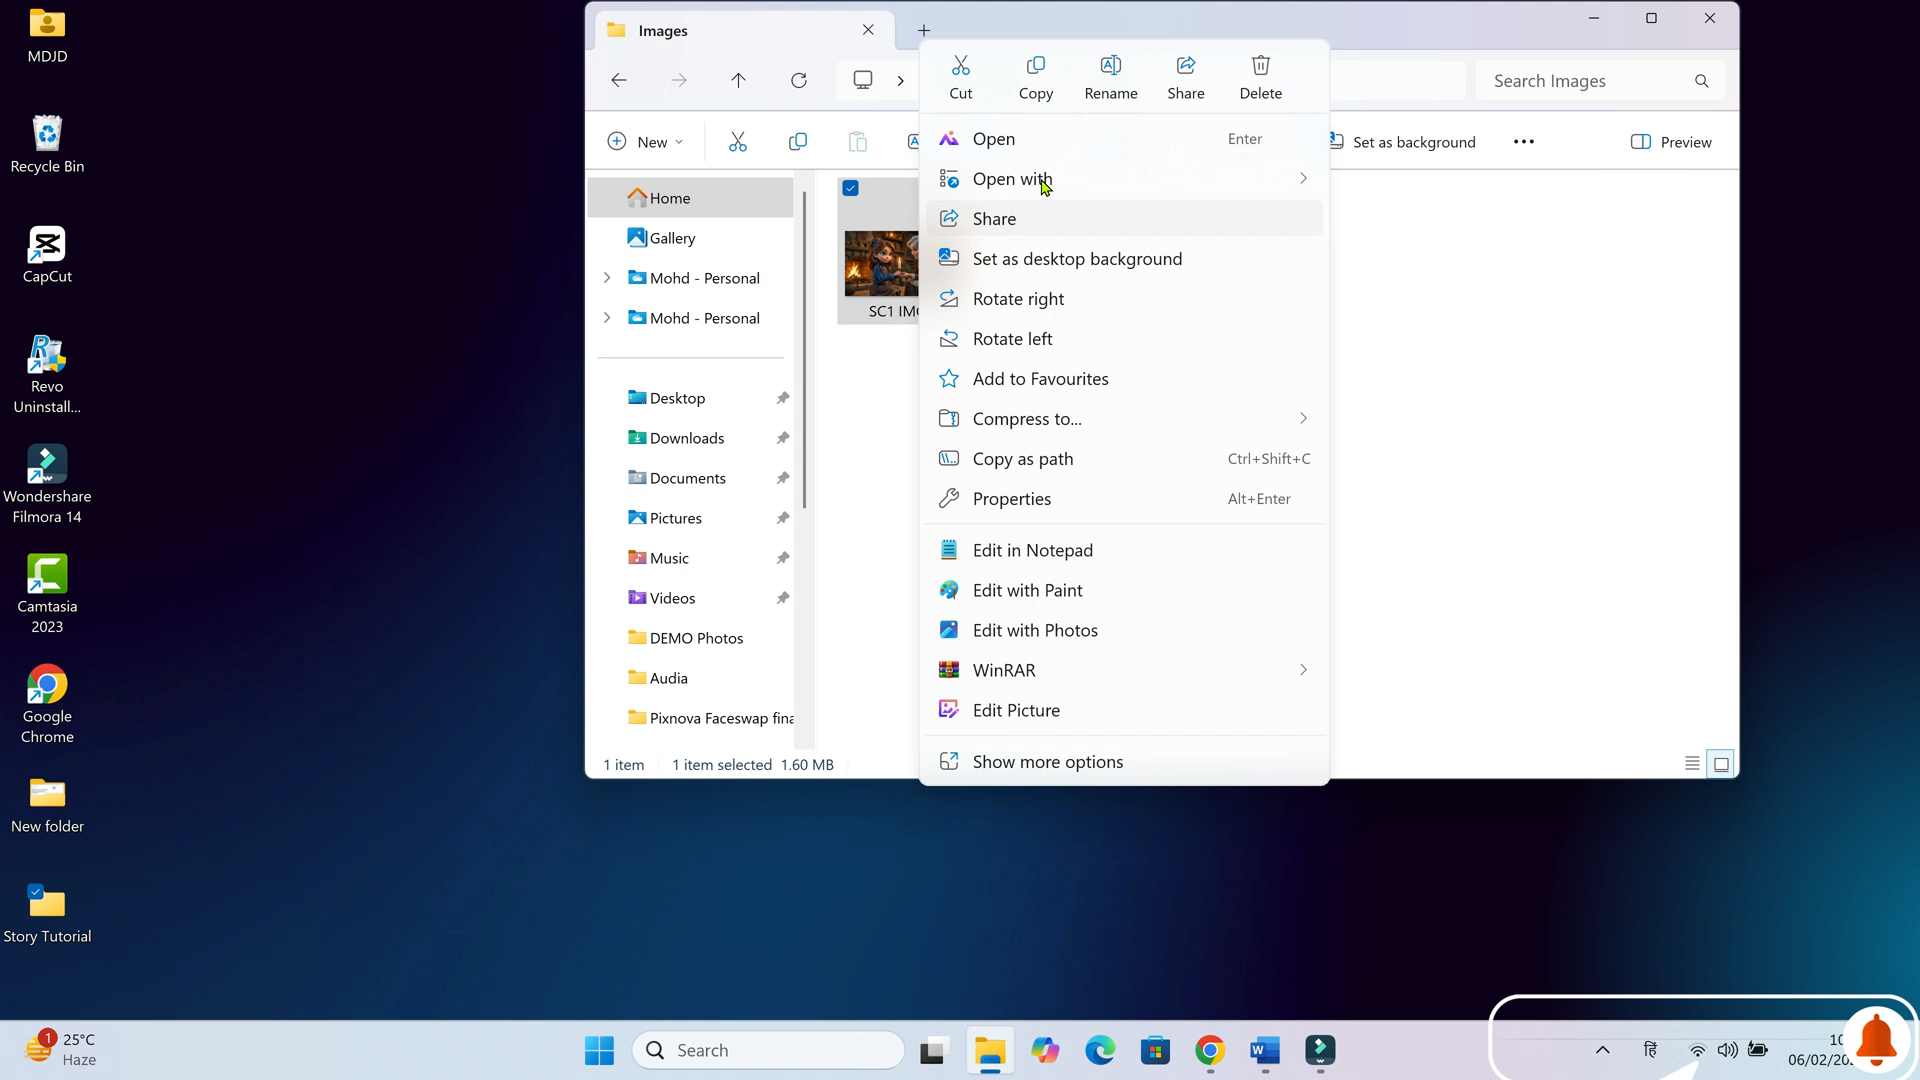 MDJD
Recycle Bin
CapCut
Revo
Uninstall...
Wondershare
Filmora 14
Camtasia
2023
Google
Chrome
New folder
Story Tutorial
Images
Search Images
New
Set as background
Preview
Home
Gallery
Mohd - Personal
Mohd - Personal
Desktop
Downloads
Documents
Pictures
Music
Videos
DEMO Photos
Audia
Pixnova Faceswap fina
SC1 IMG
1 item
1 item selected 1.60 MB
Cut
Copy
Rename
Share
Delete
Open Enter
Open with
Share
Set as desktop background
Rotate right
Rotate left
Add to Favourites
Compress to...
Copy as path Ctrl+Shift+C
Properties Alt+Enter
Edit in Notepad
Edit with Paint
Edit with Photos
WinRAR
Edit Picture
Show more options
1
25°C
Haze
Search
हिं